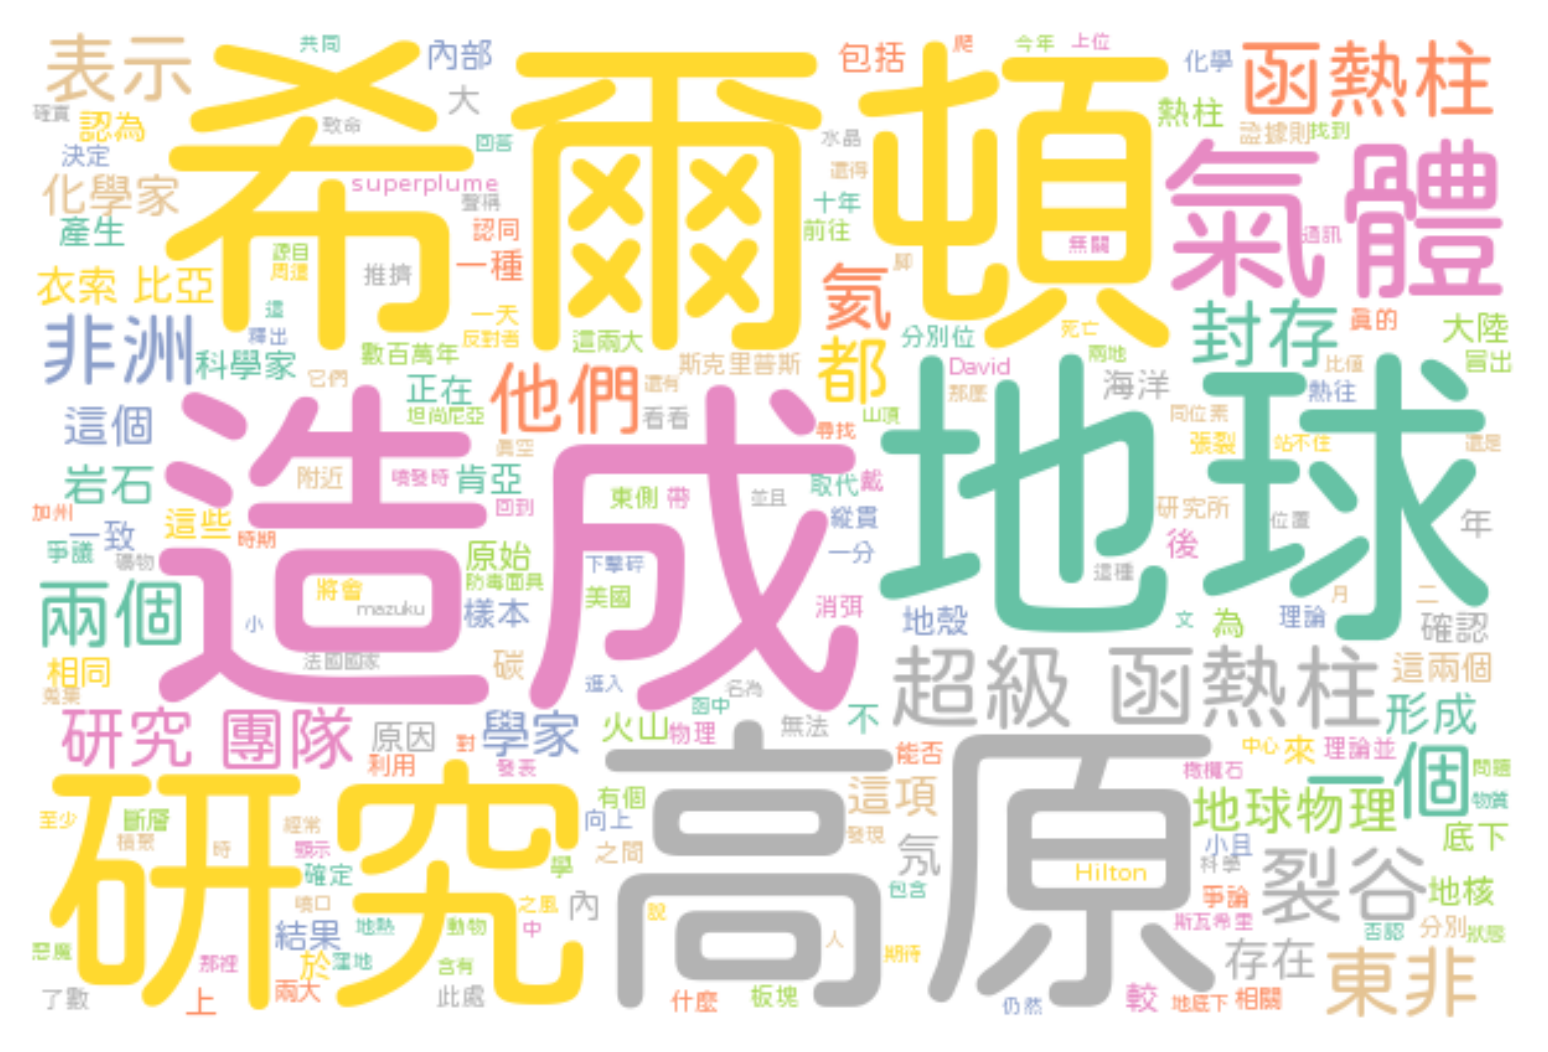 表示
共同
內部
大
包括
爬
今年
上位
化學
函熱柱
確實
認為
致命
回答
水晶
熱柱
找到
決定
希爾頓
化學家
superplume
聲稱
還得
氣體
產生
認同
十年
前往
無關
通訊
源目
周遭
推擠
一種
腳
衣索 比亞
氦
這
一天
封存
真的
大陸
非洲
釋出
反對者
這兩大
分別位
死亡
兩地
科學家
數百萬年
斯克里普斯
都
David
比值
冒出
它們
正在
他們
還有
那麼
海洋
熱往
這個
坦尚尼亞
看看
山頂
同位素
地球
造成
真空
尋找
張裂
站不住
還是
岩石
附近
噴發時
肯亞
東側
帶
並且
取代
戴
研究所
加州
這些
回到
縱貫
位置
年
一致
時期
一分
後
爭議
礦物
原始
下擊碎
這種
兩個
將會
mazuku
防毒面具
美國
消弭
月
二
小
樣本
地殼
文
為
理論
確認
相同
法國國家
碳
超級 函熱柱
這兩個
蒐集
進入
名為
函中
形成
研究 團隊
原因
對
學家
火山
物理
無法
不
利用
發表
高原
能否
中心
來
理論並
一個
問題
研究
橄欖石
至少
斷層
有個
這項
地球物理
物質
積聚
經常
向上
發現
底下
時
顯示
之間
氖
小且
科學
裂谷
確定
學
Hilton
地核
噴口
之風
內
包含
爭論
結果
地熱
動物
中
說
斯瓦希里
否認
分別
狀態
惡魔
那裡
於
窪地
含有
人
期待
存在
東非
了數
上
兩大
此處
什麼
板塊
仍然
較
地底下
相關